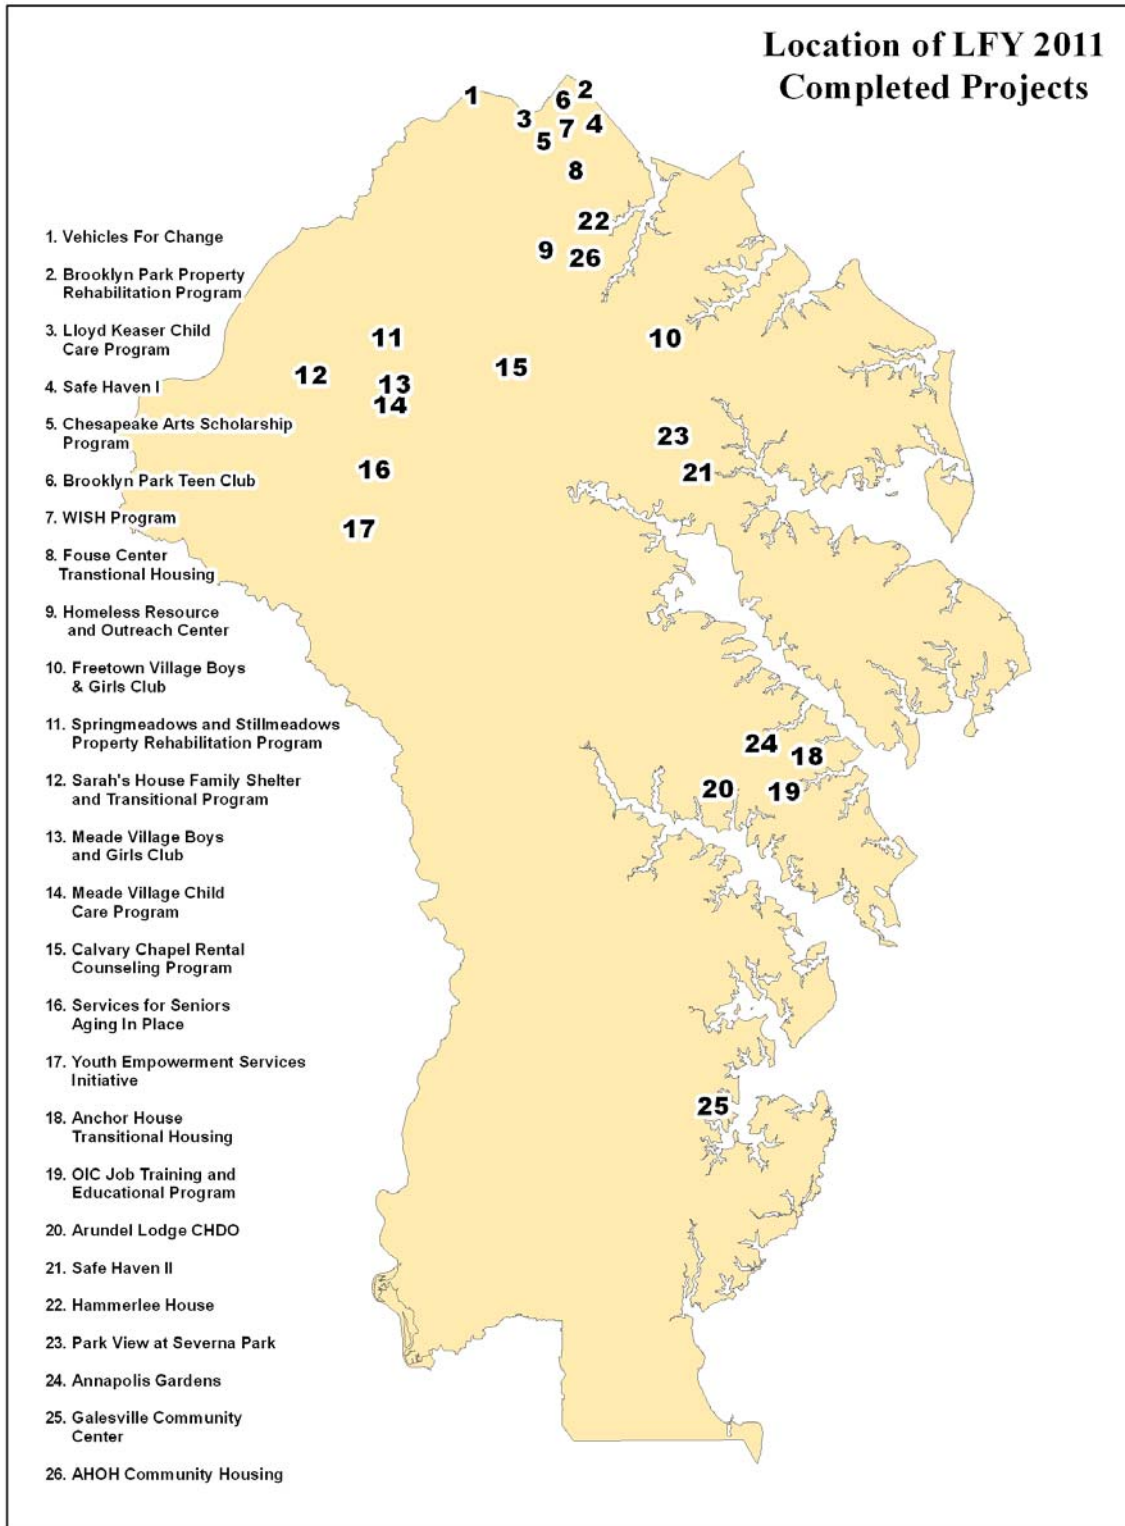 Location of LFY 2011
Completed Projects
1
2
6
3
7
4
5
8
22
9
26
10
11
15
12
13
14
23
16
21
17
24
18
20
19
25
1. Vehicles For Change
2. Brooklyn Park Property
Rehabilitation Program
3. Lloyd Keaser Child
Care Program
4. Safe Haven I
5. Chesapeake Arts Scholarship
Program
6. Brooklyn Park Teen Club
7. WISH Program
8. Fouse Center
Transtional Housing
9. Homeless Resource
and Outreach Center
10. Freetown Village Boys
& Girls Club
11. Springmeadows and Stillmeadows
Property Rehabilitation Program
12. Sarah's House Family Shelter
and Transitional Program
13. Meade Village Boys
and Girls Club
14. Meade Village Child
Care Program
15. Calvary Chapel Rental
Counseling Program
16. Services for Seniors
Aging In Place
17. Youth Empowerment Services
Initiative
18. Anchor House
Transitional Housing
19. OIC Job Training and
Educational Program
20. Arundel Lodge CHDO
21. Safe Haven II
22. Hammerlee House
23. Park View at Severna Park
24. Annapolis Gardens
25. Galesville Community
Center
26. AHOH Community Housing